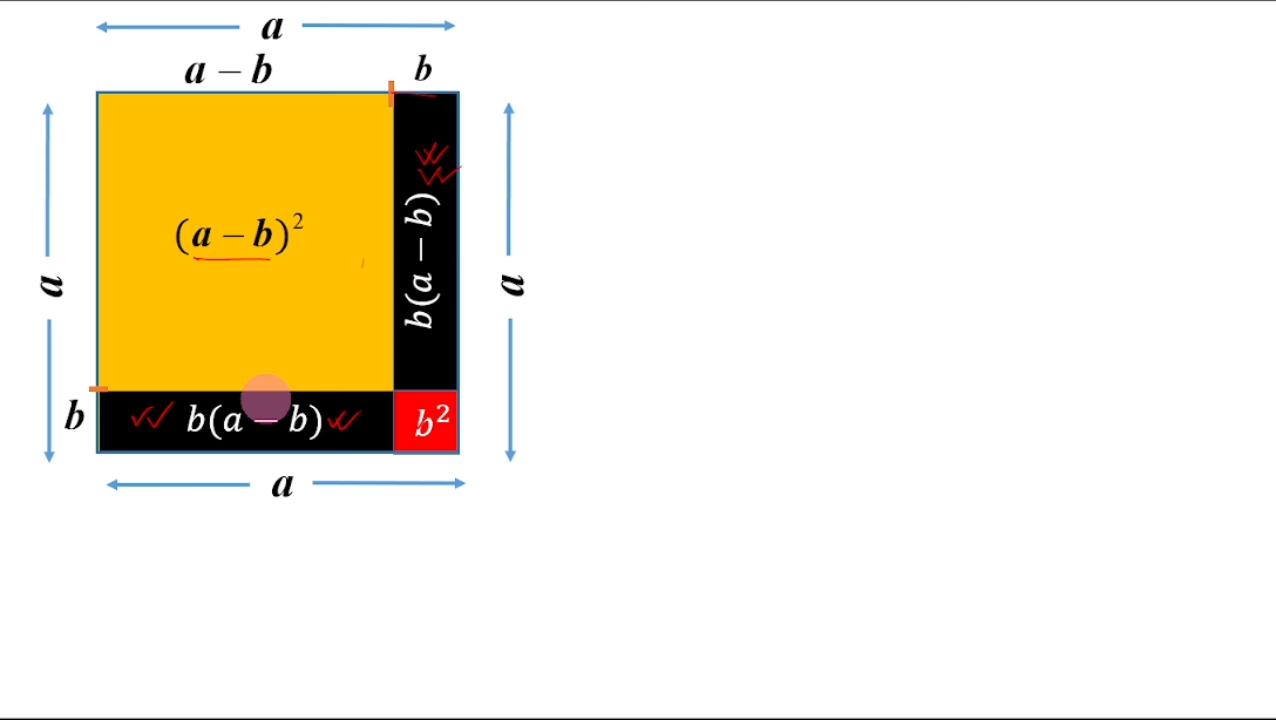 a
a – b b
(a – b)²
b(a – b)
a
a
b
b(a – b)
b²
a